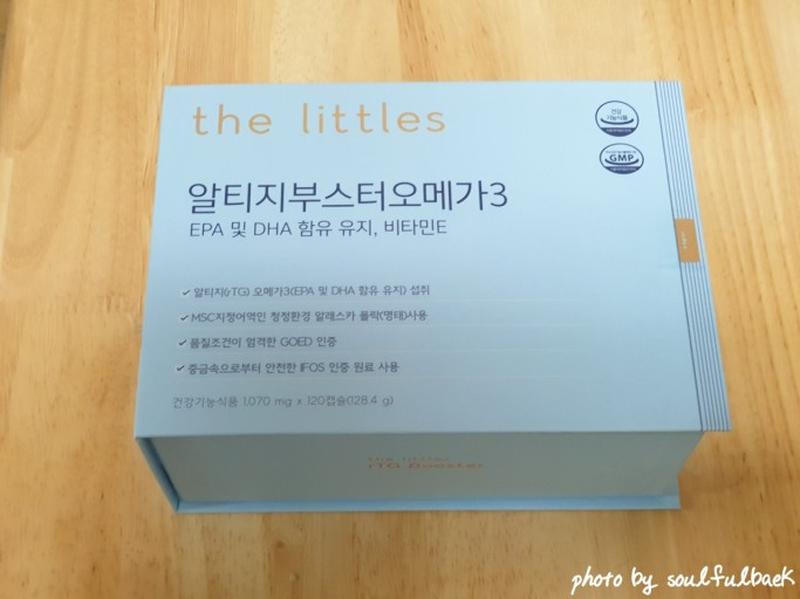 the littles
건강
기능식품
GMP
알티지부스터오메가3
EPA 및 DHA 함유 유지, 비타민E
✓ 알티지(rTG) 오메가3(EPA 및 DHA 함유 유지) 섭취
✓ MSC지정어역인 청정환경 알래스카 폴락(명태)사용
✓ 품질조건이 엄격한 GOED 인증
✓ 중금속으로부터 안전한 IFOS 인증 원료 사용
건강기능식품 1,070 mg x 120캡슐(128.4 g)
the littles
rTG Booster
photo by soulfulbaek